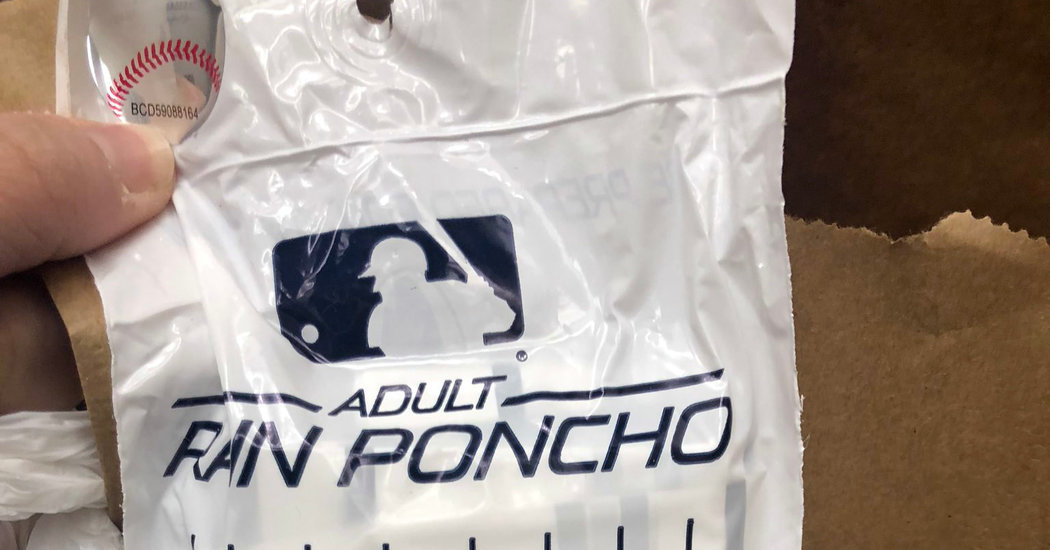 BCD59088164
ADULT
RAIN PONCHO